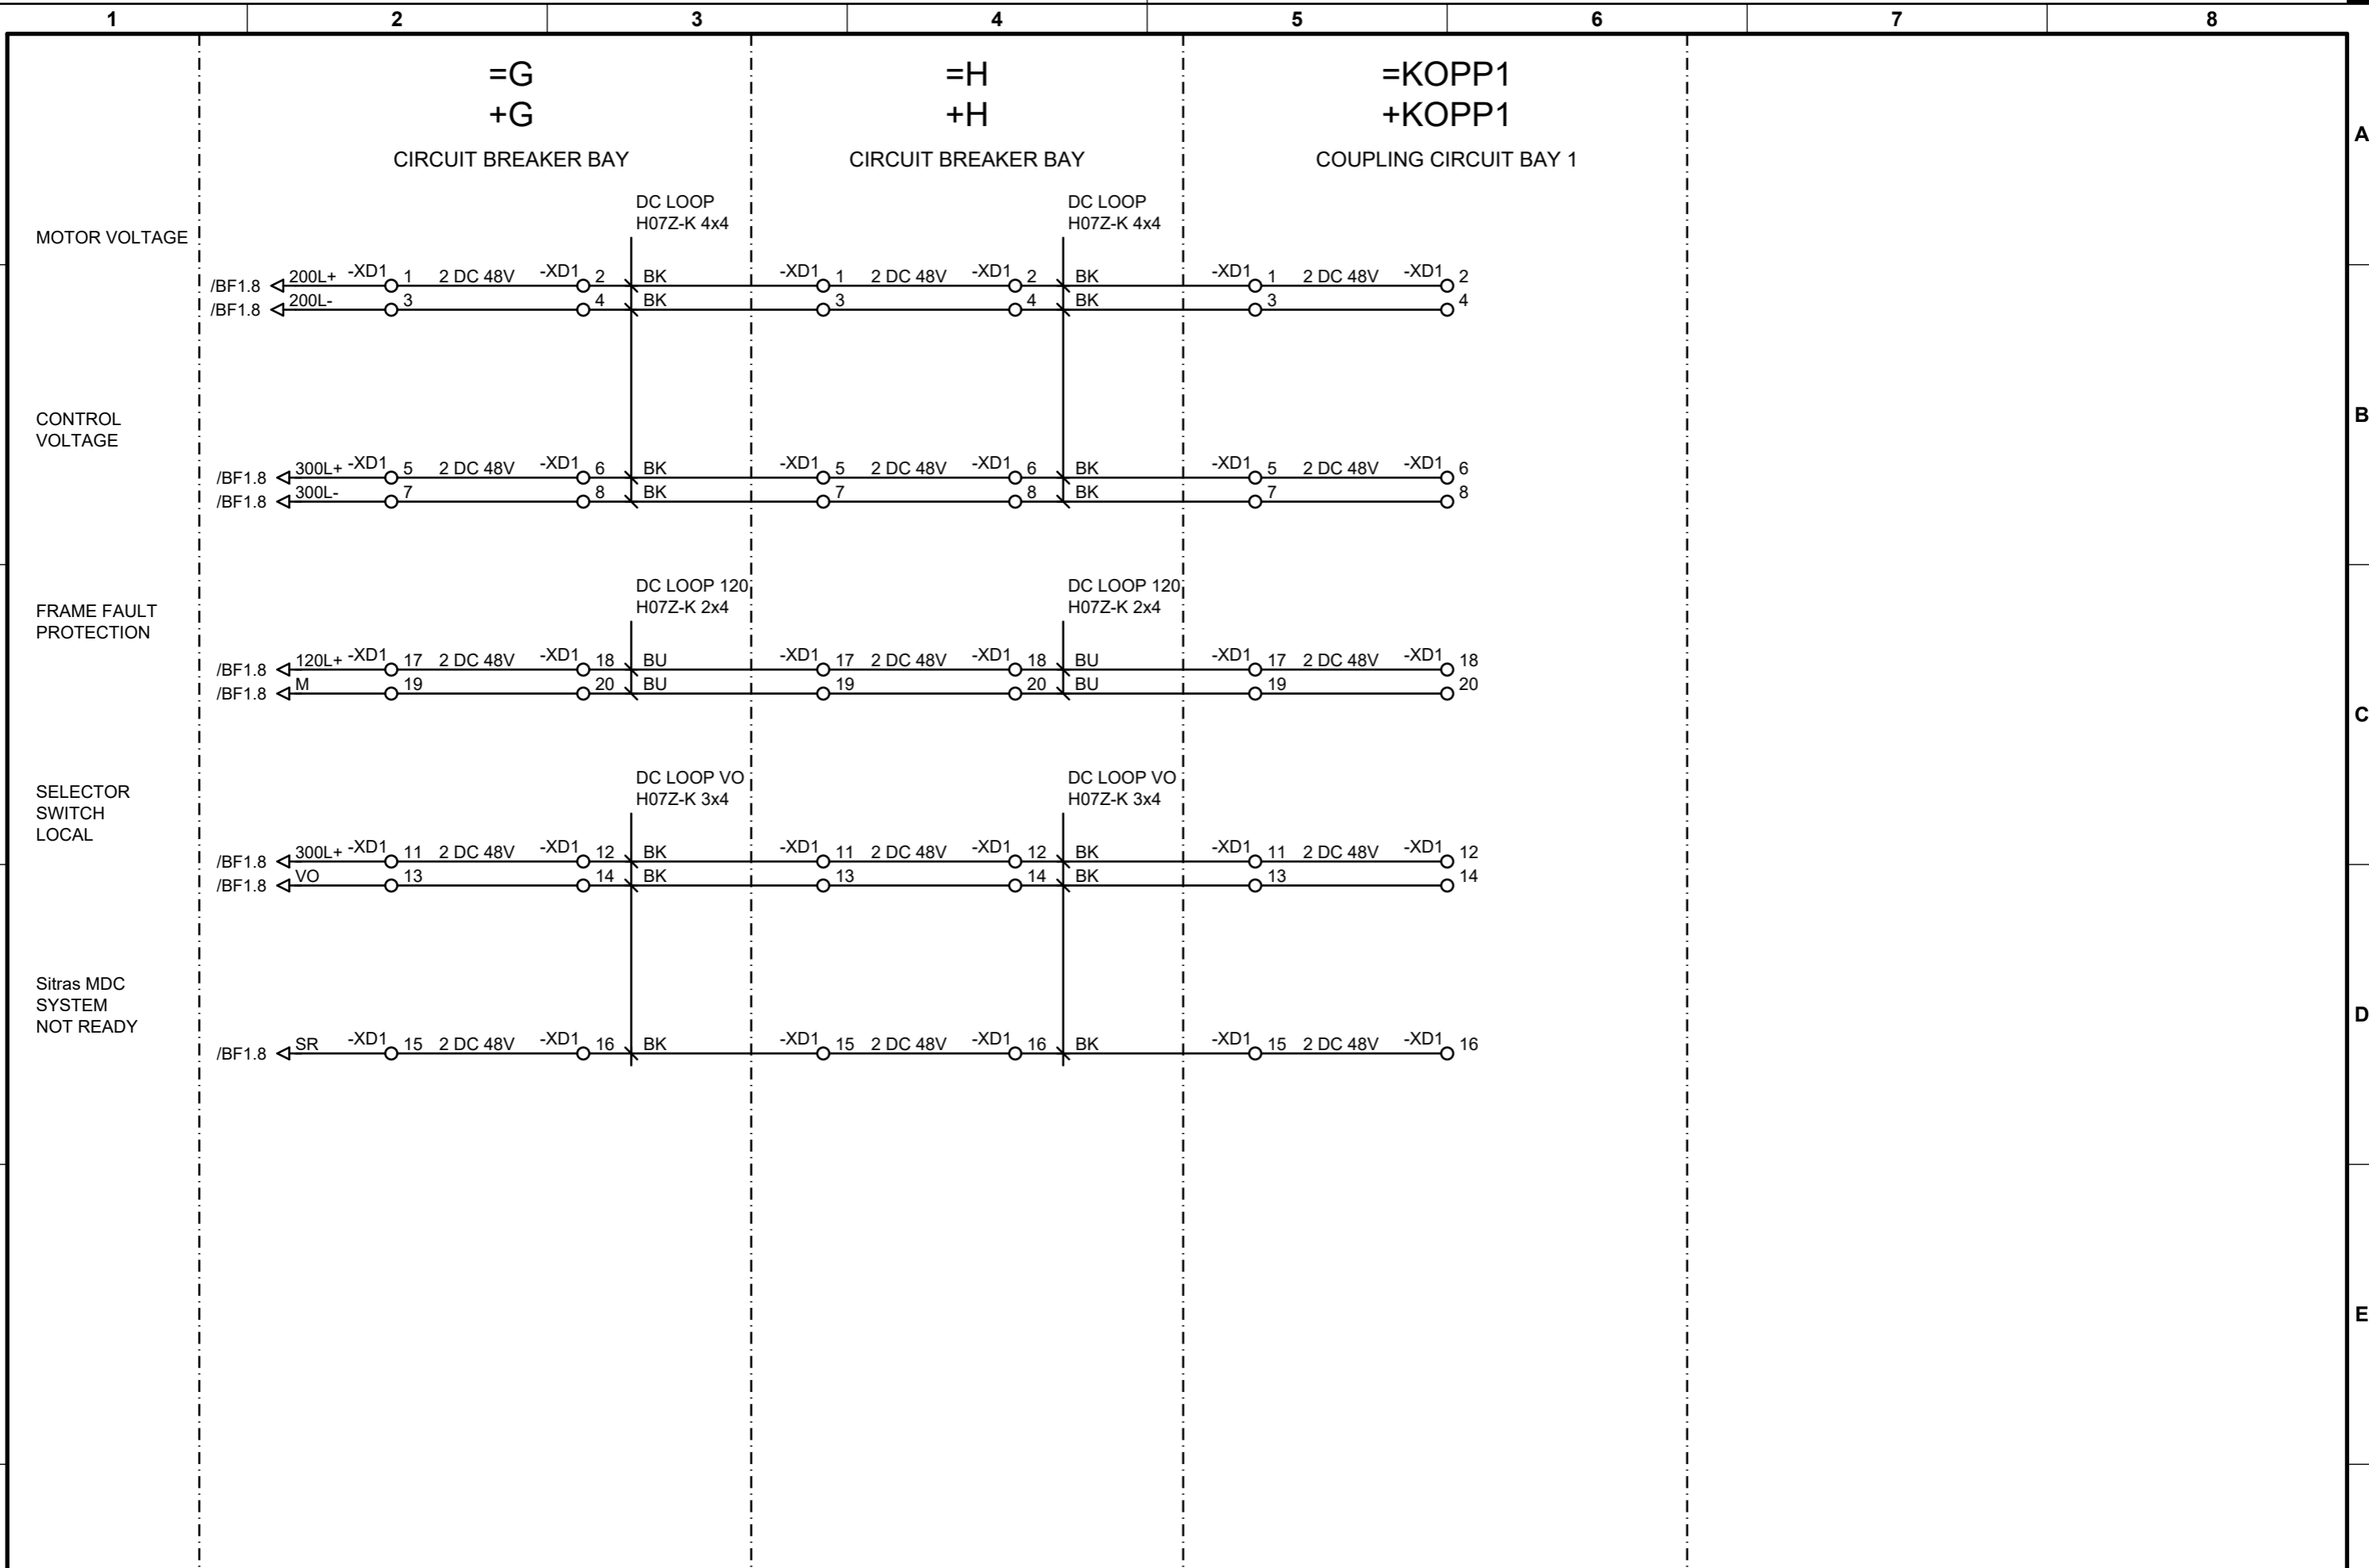 1 2 3 4 5 6 7 8
=G =H =KOPP1
+G +H +KOPP1
CIRCUIT BREAKER BAY CIRCUIT BREAKER BAY COUPLING CIRCUIT BAY 1
A
DC LOOP DC LOOP
H07Z-K 4x4 H07Z-K 4x4
MOTOR VOLTAGE
/BF1.8 200L+ -XD1 1 2 DC 48V -XD1 2 BK -XD1 1 2 DC 48V -XD1 2 BK -XD1 1 2 DC 48V -XD1 2
/BF1.8 200L- 3 4 BK 3 4 BK 3 4
CONTROL
VOLTAGE
B
/BF1.8 300L+ -XD1 5 2 DC 48V -XD1 6 BK -XD1 5 2 DC 48V -XD1 6 BK -XD1 5 2 DC 48V -XD1 6
/BF1.8 300L- 7 8 BK 7 8 BK 7 8
DC LOOP 120 DC LOOP 120
H07Z-K 2x4 H07Z-K 2x4
FRAME FAULT
PROTECTION
/BF1.8 120L+ -XD1 17 2 DC 48V -XD1 18 BU -XD1 17 2 DC 48V -XD1 18 BU -XD1 17 2 DC 48V -XD1 18
/BF1.8 M 19 20 BU 19 20 BU 19 20
C
DC LOOP VO DC LOOP VO
H07Z-K 3x4 H07Z-K 3x4
SELECTOR
SWITCH
LOCAL
/BF1.8 300L+ -XD1 11 2 DC 48V -XD1 12 BK -XD1 11 2 DC 48V -XD1 12 BK -XD1 11 2 DC 48V -XD1 12
/BF1.8 VO 13 14 BK 13 14 BK 13 14
Sitras MDC
SYSTEM
NOT READY
D
/BF1.8 SR -XD1 15 2 DC 48V -XD1 16 BK -XD1 15 2 DC 48V -XD1 16 BK -XD1 15 2 DC 48V -XD1 16
E